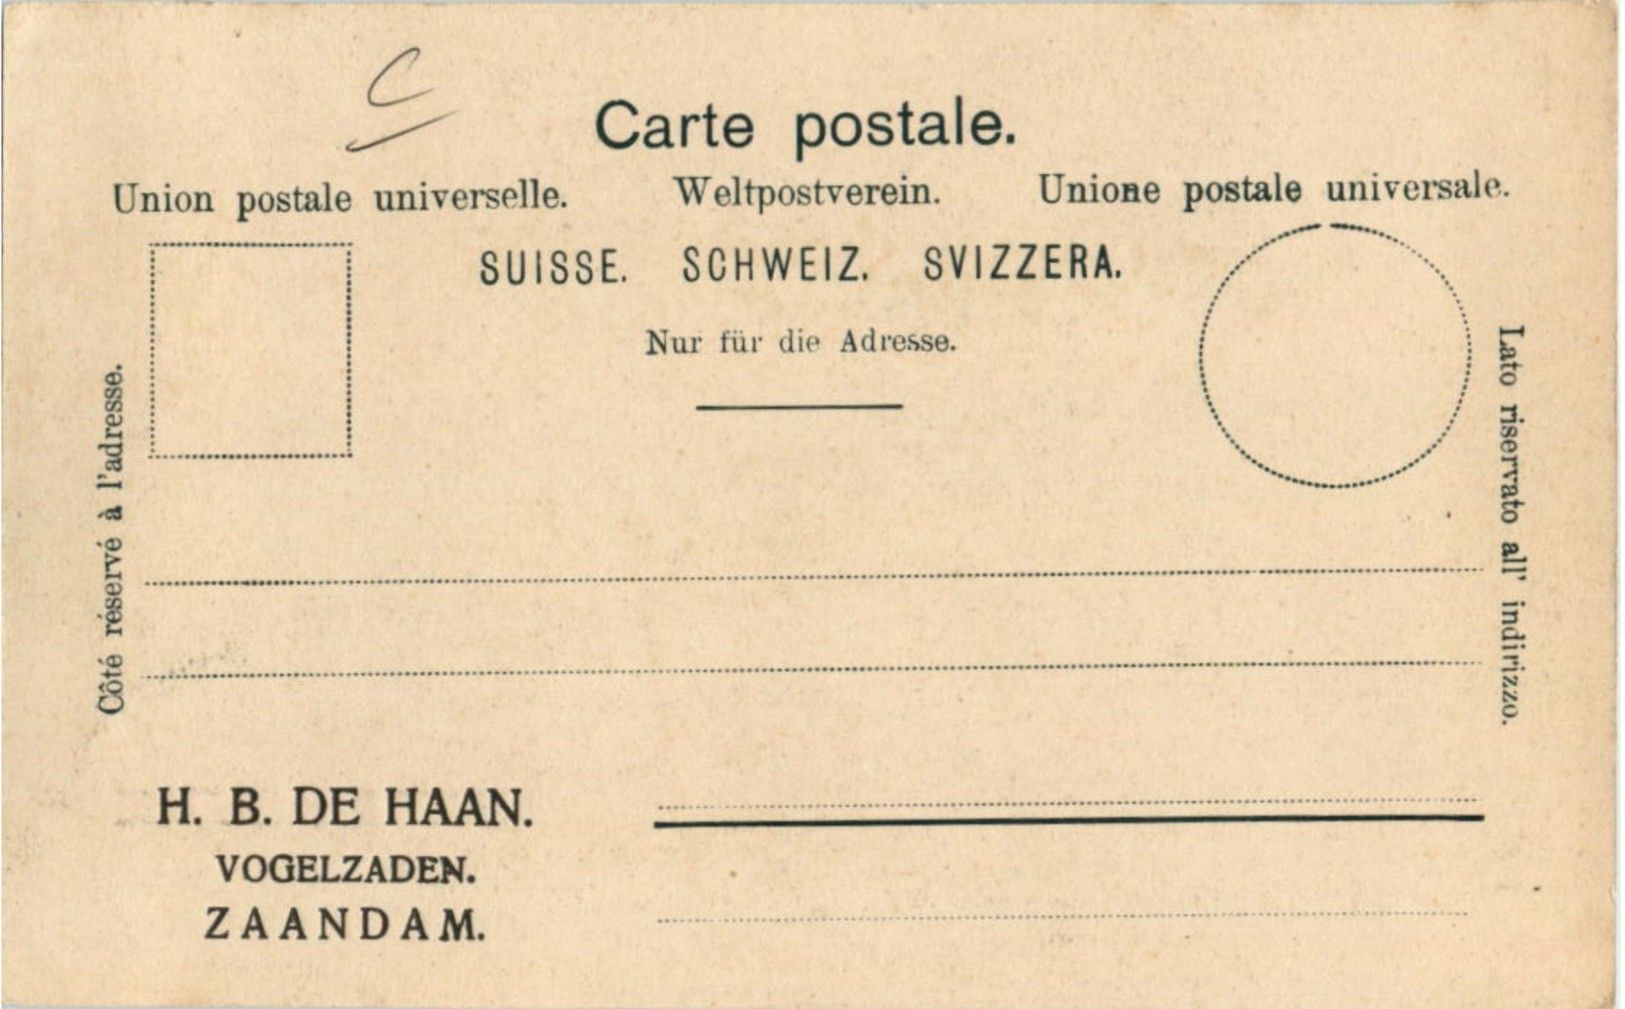 C
Carte postale.
Union postale universelle. Weltpostverein. Unione postale universale.
SUISSE. SCHWEIZ. SVIZZERA.
Nur für die Adresse.
Côté réservé à l'adresse.
Lato riservato all' indirizzo.
H. B. DE HAAN.
VOGELZADEN.
ZAANDAM.